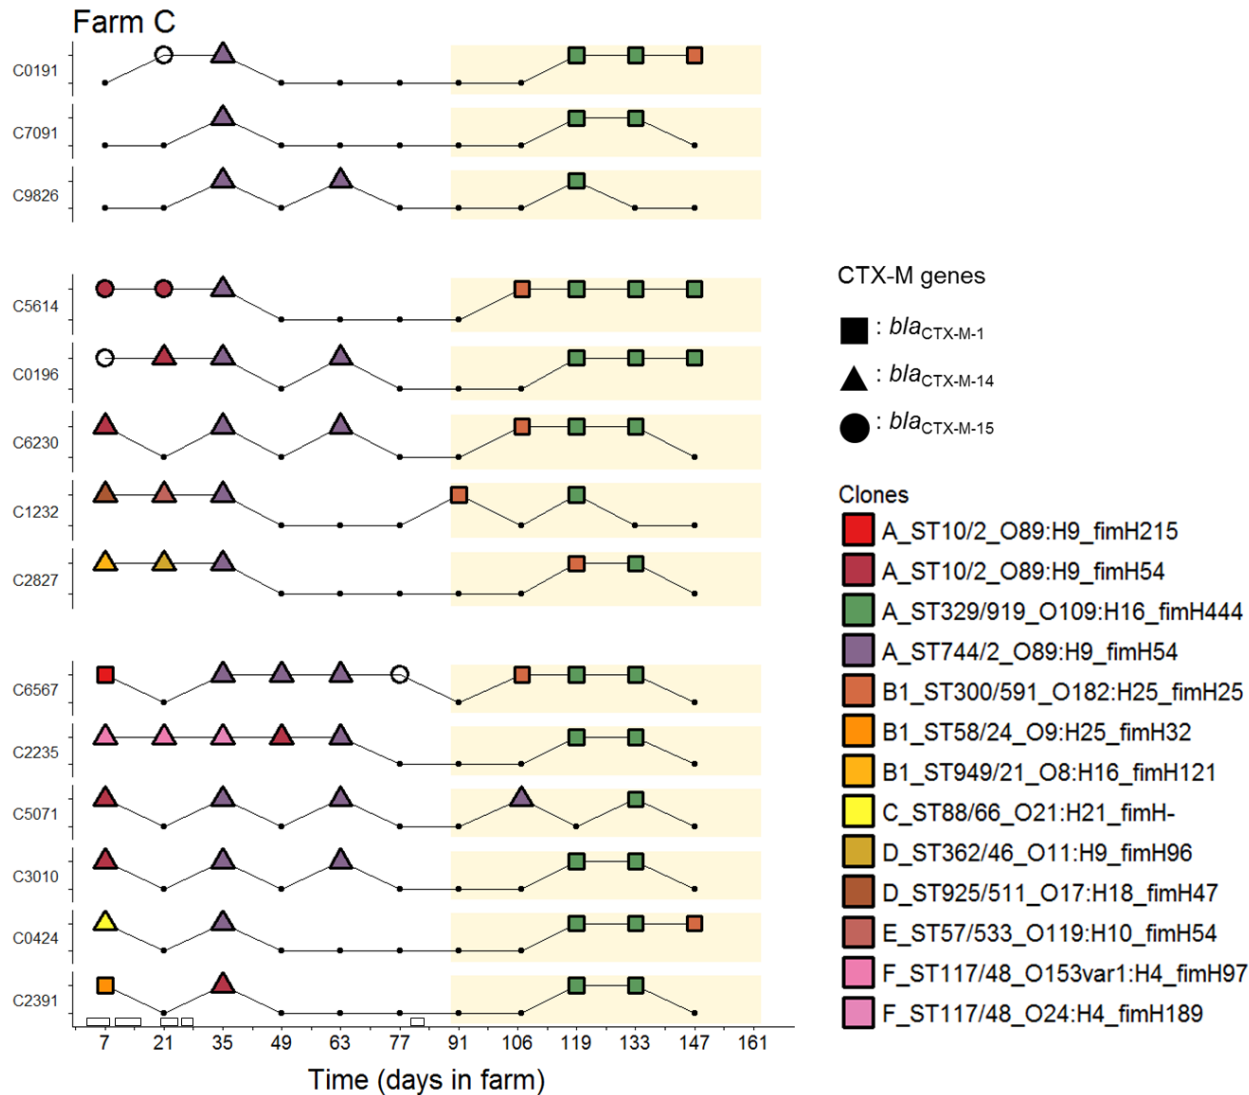 Farm C
C0191
C7091
C9826
C5614
C0196
C6230
C1232
C2827
C6567
C2235
C5071
C3010
C0424
C2391
7 21 35 49 63 77 91 106 119 133 147 161
Time (days in farm)
CTX-M genes
: blaCTX-M-1
: blaCTX-M-14
: blaCTX-M-15
Clones
A_ST10/2_O89:H9_fimH215
A_ST10/2_O89:H9_fimH54
A_ST329/919_O109:H16_fimH444
A_ST744/2_O89:H9_fimH54
B1_ST300/591_O182:H25_fimH25
B1_ST58/24_O9:H25_fimH32
B1_ST949/21_O8:H16_fimH121
C_ST88/66_O21:H21_fimH-
D_ST362/46_O11:H9_fimH96
D_ST925/511_O17:H18_fimH47
E_ST57/533_O119:H10_fimH54
F_ST117/48_O153var1:H4_fimH97
F_ST117/48_O24:H4_fimH189